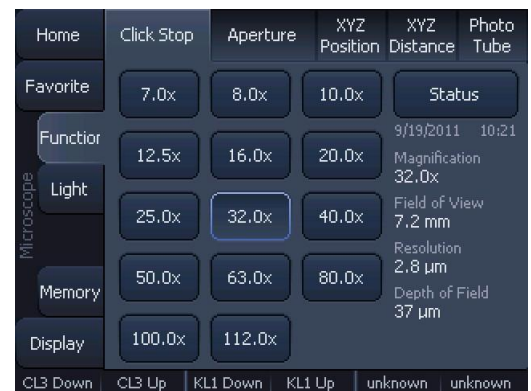 Home
Click Stop
Aperture
XYZ
Position
XYZ
Distance
Photo
Tube
Favorite
Function
Light
Microscope
Memory
Display
7.0x
8.0x
10.0x
12.5x
16.0x
20.0x
25.0x
32.0x
40.0x
50.0x
63.0x
80.0x
100.0x
112.0x
Status
9/19/2011 10:21
Magnification
32.0x
Field of View
7.2 mm
Resolution
2.8 µm
Depth of Field
37 µm
CL3 Down CL3 Up KL1 Down KL1 Up unknown unknown